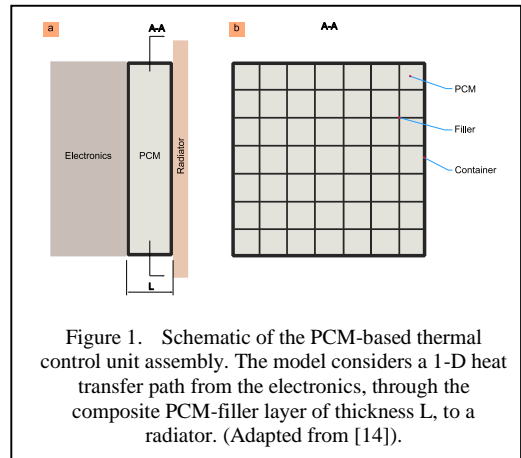 a
A-A
b
A-A
Electronics
PCM
Radiator
PCM
Filler
Container
L
Figure 1. Schematic of the PCM-based thermal
control unit assembly. The model considers a 1-D heat
transfer path from the electronics, through the
composite PCM-filler layer of thickness L, to a
radiator. (Adapted from [14]).